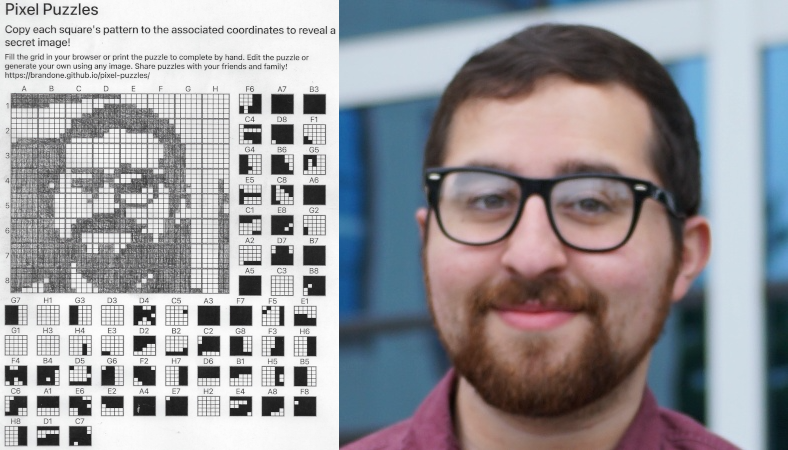 Pixel Puzzles
Copy each square's pattern to the associated coordinates to reveal a
secret image!
Fill the grid in your browser or print the puzzle to complete by hand. Edit the puzzle or
generate your own using any image. Share puzzles with your friends and family!
https://brandone.github.io/pixel-puzzles/
A B C D E F G H F6 A7 B3
1
C4 D8 F1
2
3 G4 B6 G5
4 E5 C8 A6
5 C1 E8 G2
6 A2 D7 B7
7 A5 C3 B8
8
G7 H1 G3 D3 D4 C5 A3 F7 F5 E1
G1 H3 H4 E3 D2 B2 C2 G8 F3 H6
F4 B4 D5 G6 F2 H7 D6 B1 H5 B5
C6 A1 E6 E2 A4 E7 H2 E4 A8 F8
H8 D1 C7